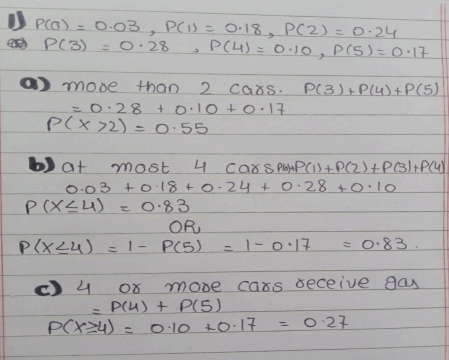 1) P(0) = 0.03 , P(1) = 0.18, P(2) = 0.24
P(3) = 0.28 , P(4) = 0.10, P(5) = 0.17
a) more than 2 cars. P(3)+P(4)+P(5)
= 0.28 + 0.10 + 0.17
P(X>2) = 0.55
b) at most 4 cars P(0)+P(1)+P(2)+P(3)+P(4)
0.03 + 0.18 + 0.24 + 0.28 + 0.10
P(X≤4) = 0.83
OR
P(X≤4) = 1- P(5) = 1- 0.17 = 0.83.
c) 4 or more cars receive gas
= P(4) + P(5)
P(X≥4) = 0.10 + 0.17 = 0.27